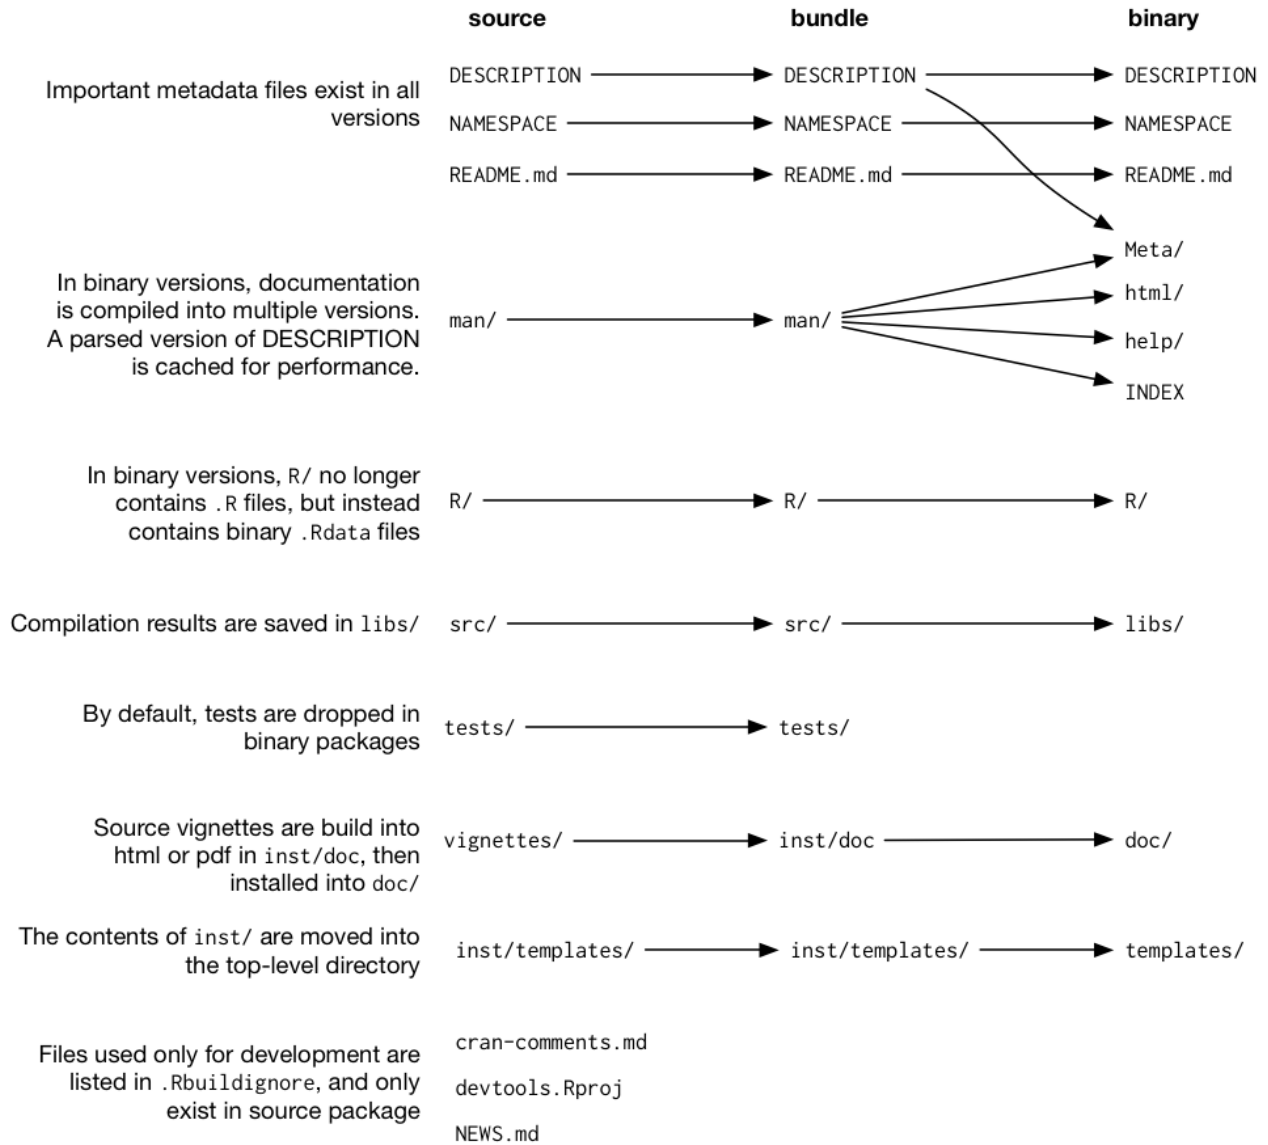 source bundle binary
Important metadata files exist in all
versions
DESCRIPTION DESCRIPTION DESCRIPTION
NAMESPACE NAMESPACE NAMESPACE
README.md README.md README.md
In binary versions, documentation
is compiled into multiple versions.
A parsed version of DESCRIPTION
is cached for performance.
man/ man/
Meta/
html/
help/
INDEX
In binary versions, R/ no longer
contains .R files, but instead
contains binary .Rdata files
R/ R/ R/
Compilation results are saved in libs/
src/ src/ libs/
By default, tests are dropped in
binary packages
tests/ tests/
Source vignettes are build into
html or pdf in inst/doc, then
installed into doc/
vignettes/ inst/doc doc/
The contents of inst/ are moved into
the top-level directory
inst/templates/ inst/templates/ templates/
Files used only for development are
listed in .Rbuildignore, and only
exist in source package
cran-comments.md
devtools.Rproj
NEWS.md